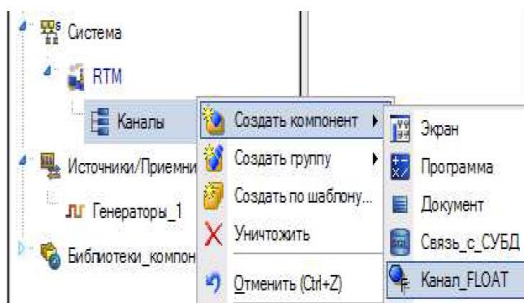 Система
RTM
Каналы
Источники/Приемни
Генераторы_1
Библиотеки_компон
Создать компонент
Создать группу
Создать по шаблону...
Уничтожить
Отменить (Ctrl+Z)
Экран
Программа
Документ
Связь_с_СУБД
Канал_FLOAT